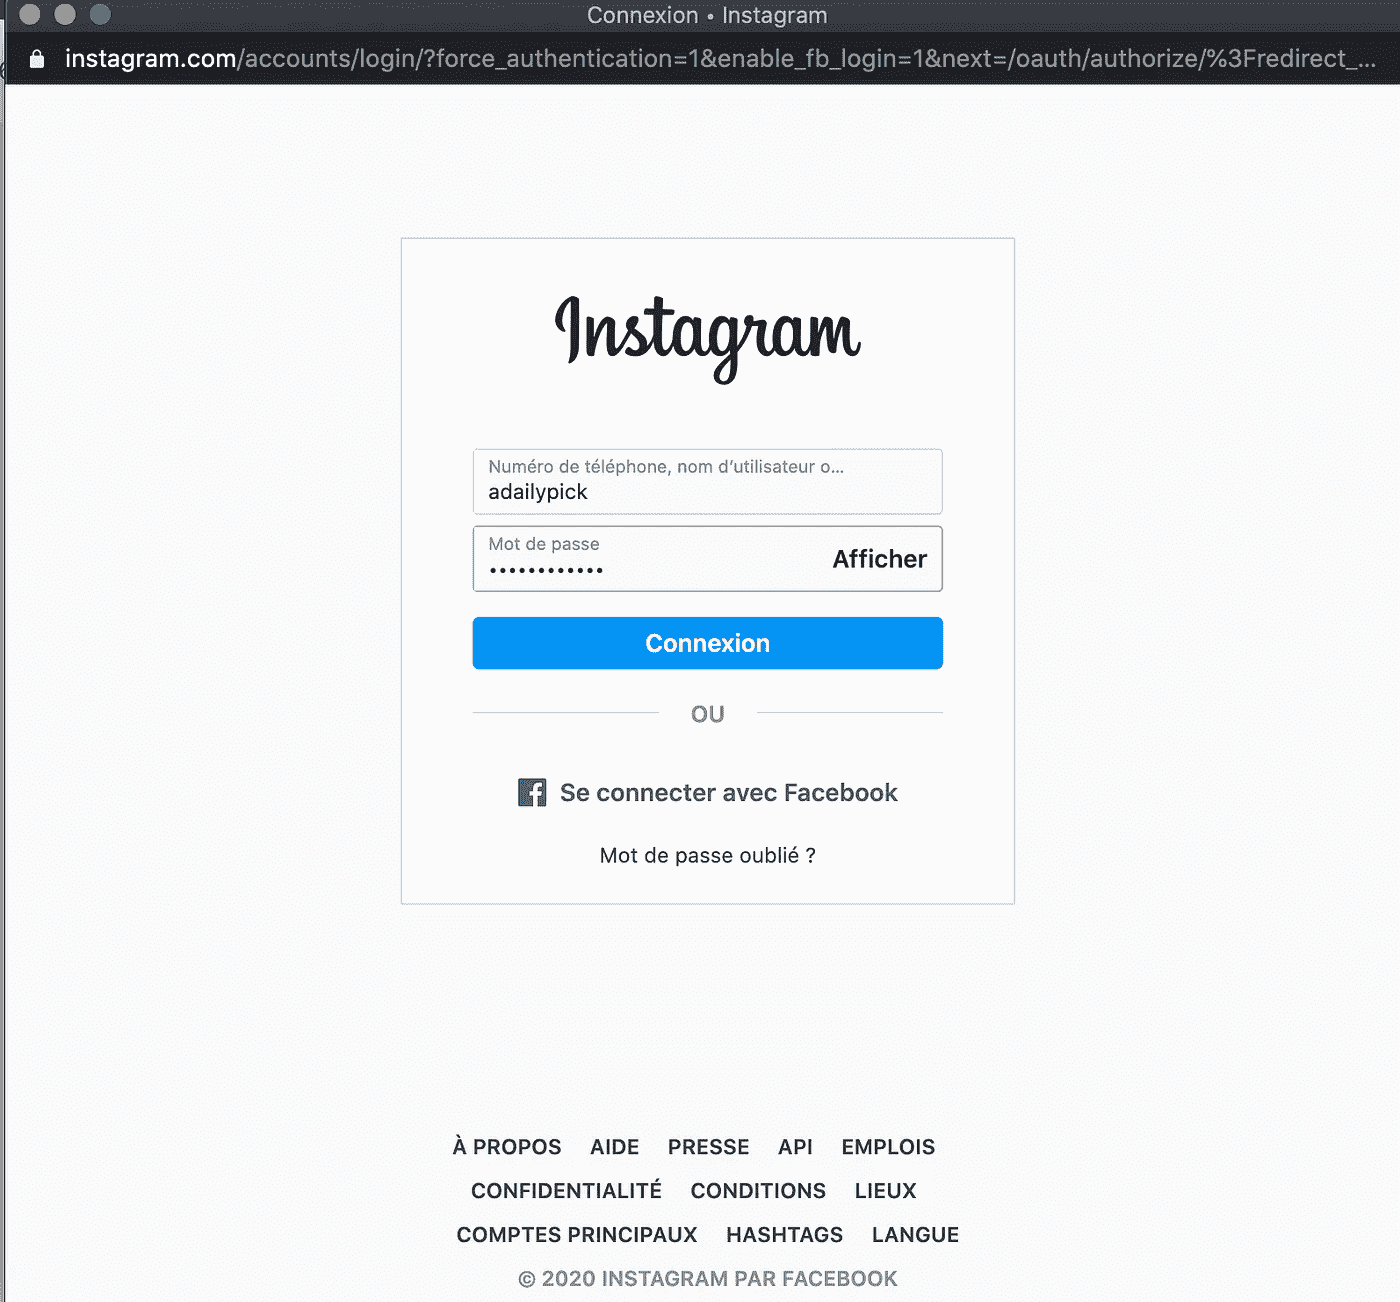 Connexion • Instagram
instagram.com/accounts/login/?force_authentication=1&enable_fb_login=1&next=/oauth/authorize/%3Fredirect_...
Instagram
Numéro de téléphone, nom d’utilisateur o...
adailypick
Mot de passe
••••••••••••
Afficher
Connexion
OU
Se connecter avec Facebook
Mot de passe oublié ?
À PROPOS AIDE PRESSE API EMPLOIS
CONFIDENTIALITÉ CONDITIONS LIEUX
COMPTES PRINCIPAUX HASHTAGS LANGUE
© 2020 INSTAGRAM PAR FACEBOOK